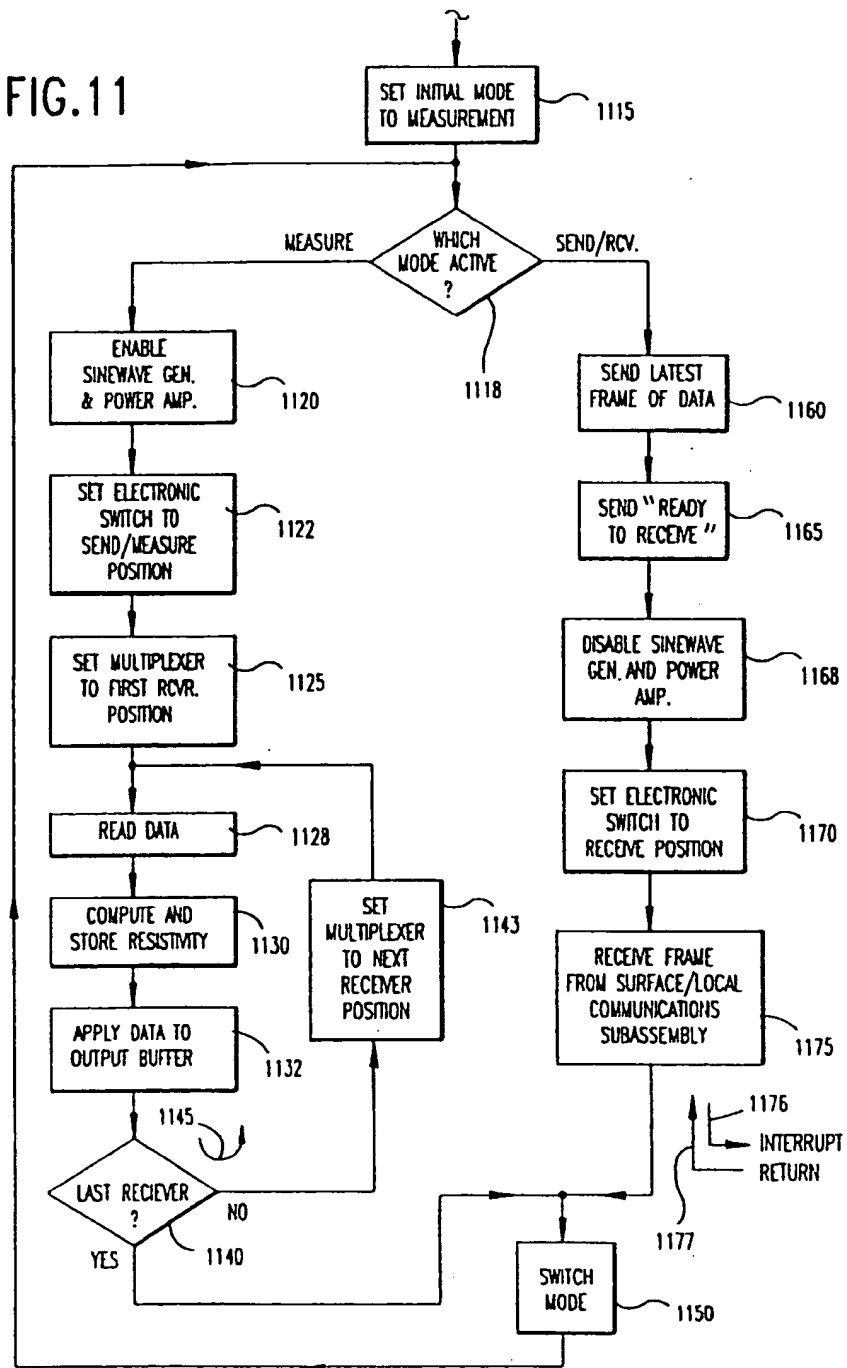 FIG.11
SET INITIAL MODE
TO MEASUREMENT
1115
WHICH
MODE ACTIVE
?
MEASURE
SEND/RCV.
1118
ENABLE
SINEWAVE GEN.
& POWER AMP.
1120
SET ELECTRONIC
SWITCH TO
SEND/MEASURE
POSITION
1122
SET MULTIPLEXER
TO FIRST RCVR.
POSITION
1125
READ DATA
1128
COMPUTE AND
STORE RESISTIVITY
1130
APPLY DATA TO
OUTPUT BUFFER
1132
SET
MULTIPLEXER
TO NEXT
RECEIVER
POSITION
1143
1145
LAST RECIEVER
?
NO
YES
1140
SEND LATEST
FRAME OF DATA
1160
SEND "READY
TO RECEIVE"
1165
DISABLE SINEWAVE
GEN. AND POWER
AMP.
1168
SET ELECTRONIC
SWITCH TO
RECEIVE POSITION
1170
RECEIVE FRAME
FROM SURFACE/LOCAL
COMMUNICATIONS
SUBASSEMBLY
1175
1176
INTERRUPT
RETURN
1177
SWITCH
MODE
1150